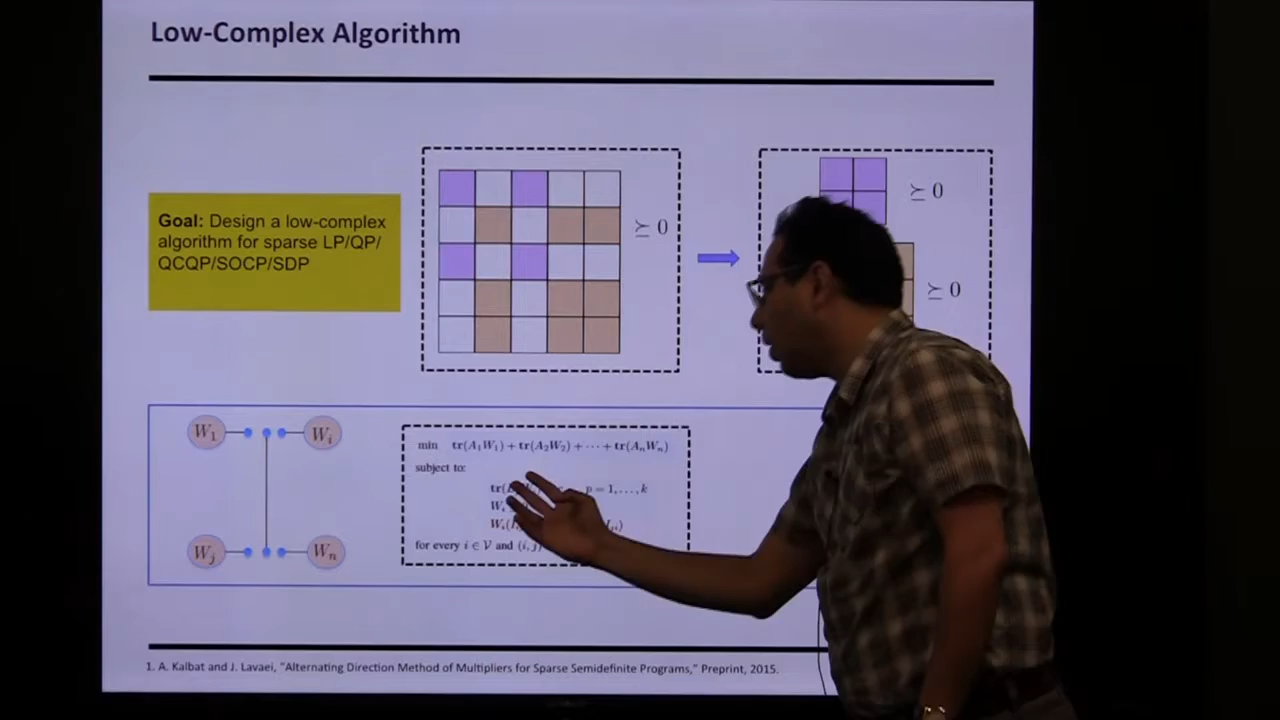 Low-Complex Algorithm
Goal: Design a low-complex
algorithm for sparse LP/QP/
QCQP/SOCP/SDP
⪰ 0
⪰ 0
⪰ 0
W₁
Wᵢ
Wⱼ
Wₙ
min tr(A₁W₁) + tr(A₂W₂) + ··· + tr(AₙWₙ)
subject to:
p = 1, . . . , k
for every i ∈ V and (i, j)
1. A. Kalbat and J. Lavaei, "Alternating Direction Method of Multipliers for Sparse Semidefinite Programs," Preprint, 2015.